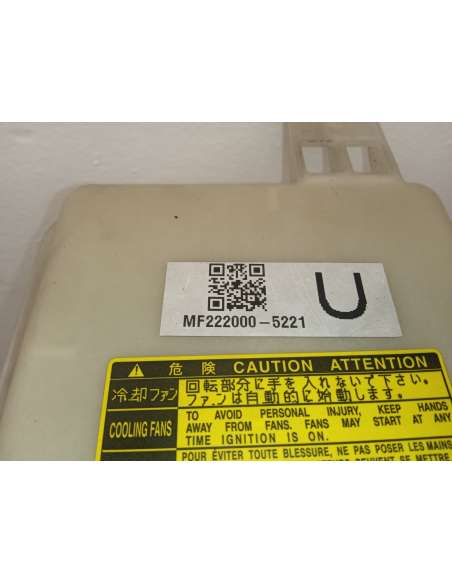 U
MF222000-5221
危険 CAUTION ATTENTION
冷却ファン
回転部分に手を入れないで下さい。
ファンは自動的に始動します。
COOLING FANS
TO AVOID PERSONAL INJURY, KEEP HANDS
AWAY FROM FANS. FANS MAY START AT ANY
TIME IGNITION IS ON.
POUR ÉVITER TOUTE BLESSURE, NE PAS POSER LES MAINS
PEUVENT SE METTRE